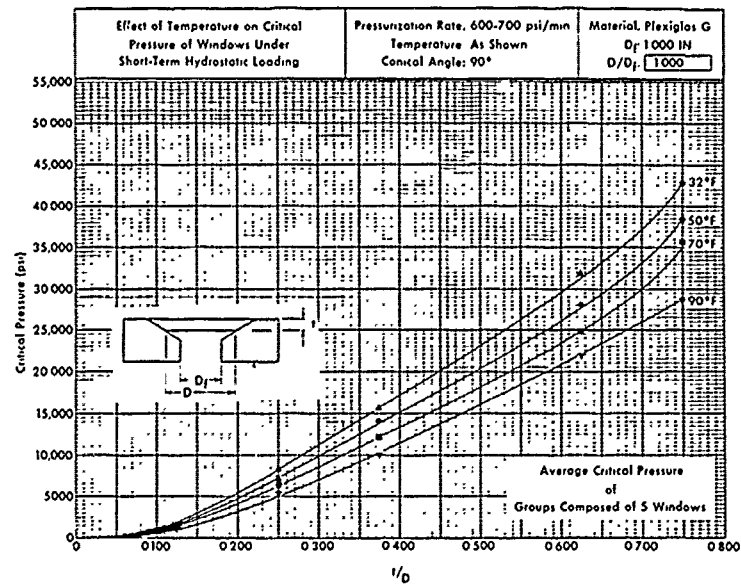 Effect of Temperature on Critical
Pressure of Windows Under
Short-Term Hydrostatic Loading
Pressurization Rate, 600-700 psi/min
Temperature As Shown
Conical Angle: 90°
Material, Plexiglas G
Df 1000 IN
D/Df. 1000
55,000
50 000
45,000
40,000
35,000
30,000
25,000
20 000
15,000
10,000
5000
0
Critical Pressure (psi)
32°F
50°F
70°F
90°F
t
Df
D
Average Critical Pressure
of
Groups Composed of 5 Windows
0
0 100
0 200
0 300
0 400
0 500
0 600
0 700
0 800
t/D